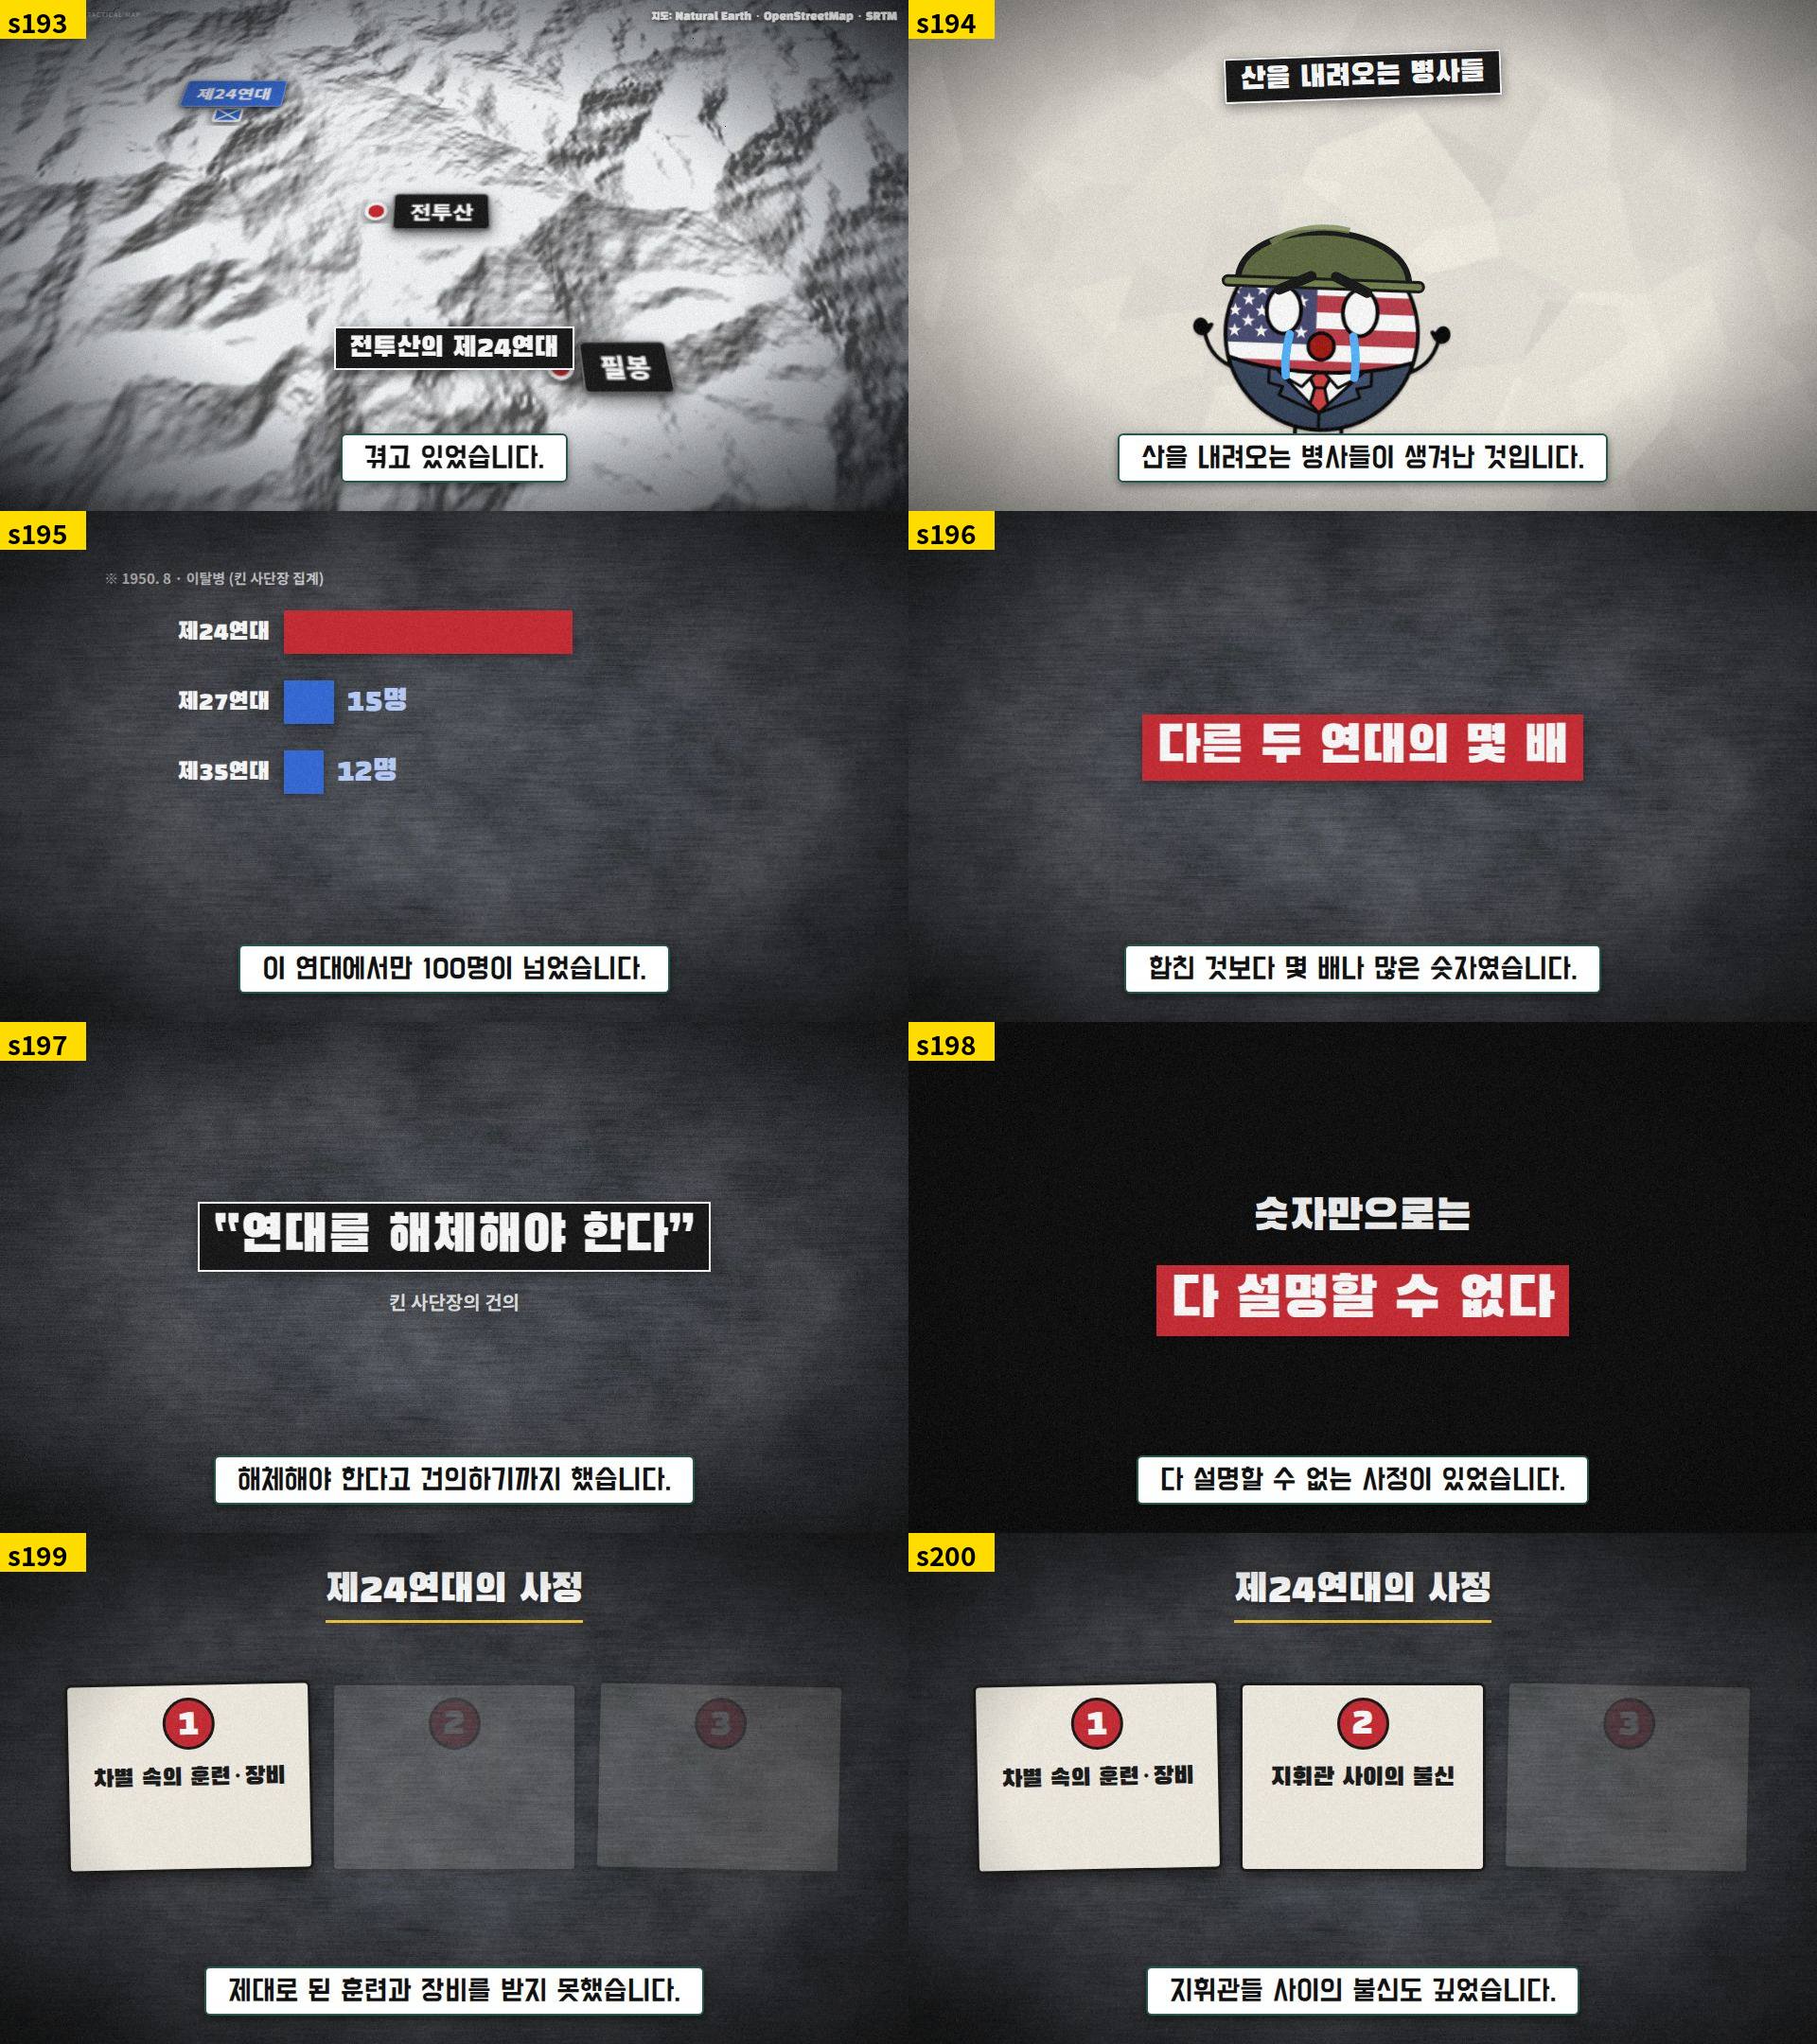 s193
TACTICAL MAP
지도: Natural Earth · OpenStreetMap · SRTM
제24연대
전투산
전투산의 제24연대
필봉
겪고 있었습니다.
s194
산을 내려오는 병사들
산을 내려오는 병사들이 생겨난 것입니다.
s195
※ 1950. 8 · 이탈병 (킨 사단장 집계)
제24연대
제27연대
15명
제35연대
12명
이 연대에서만 100명이 넘었습니다.
s196
다른 두 연대의 몇 배
합친 것보다 몇 배나 많은 숫자였습니다.
s197
“연대를 해체해야 한다”
킨 사단장의 건의
해체해야 한다고 건의하기까지 했습니다.
s198
숫자만으로는
다 설명할 수 없다
다 설명할 수 없는 사정이 있었습니다.
s199
제24연대의 사정
1
2
3
차별 속의 훈련·장비
제대로 된 훈련과 장비를 받지 못했습니다.
s200
제24연대의 사정
1
2
3
차별 속의 훈련·장비
지휘관 사이의 불신
지휘관들 사이의 불신도 깊었습니다.